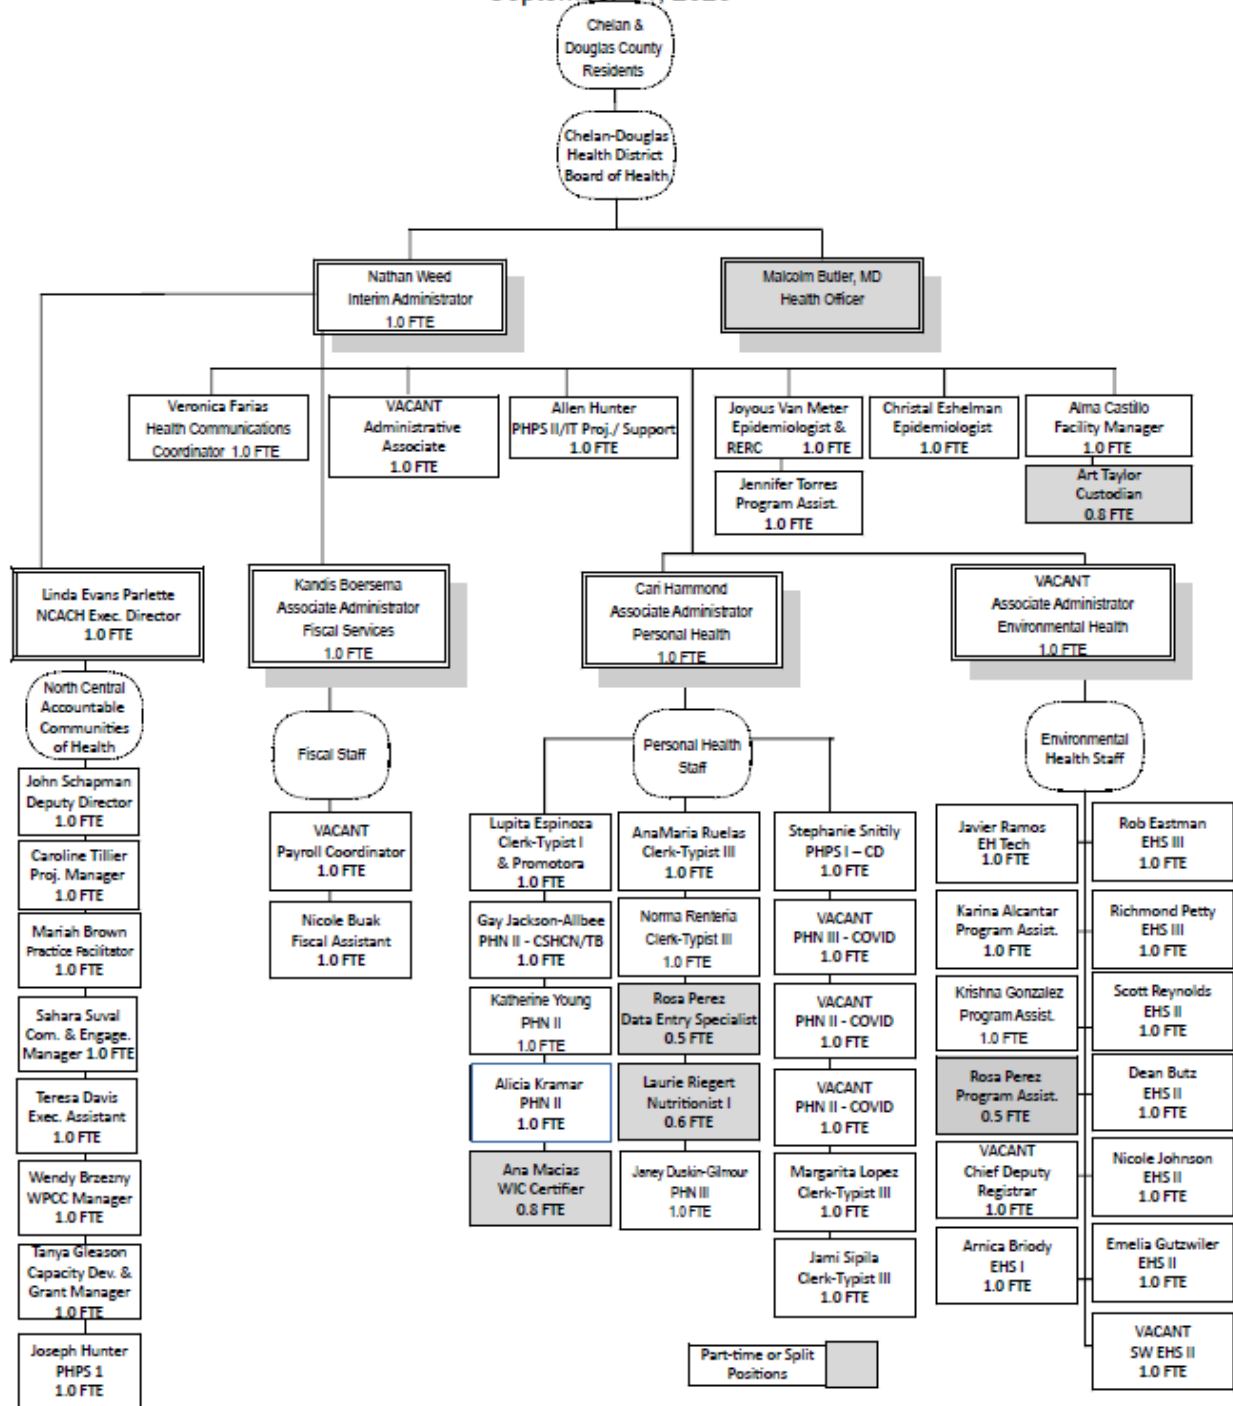 Chelan &
Douglas County
Residents
Chelan-Douglas
Health District
Board of Health
Nathan Weed
Interim Administrator
1.0 FTE
Malcolm Butler, MD
Health Officer
Veronica Farias
Health Communications
Coordinator 1.0 FTE
VACANT
Administrative
Associate
1.0 FTE
Allen Hunter
PHPS II/IT Proj./ Support
1.0 FTE
Joyous Van Meter
Epidemiologist &
RERC 1.0 FTE
Jennifer Torres
Program Assist.
1.0 FTE
Christal Eshelman
Epidemiologist
1.0 FTE
Alma Castillo
Facility Manager
1.0 FTE
Art Taylor
Custodian
0.8 FTE
Linda Evans Parlette
NCACH Exec. Director
1.0 FTE
Kandis Boersema
Associate Administrator
Fiscal Services
1.0 FTE
Cari Hammond
Associate Administrator
Personal Health
1.0 FTE
VACANT
Associate Administrator
Environmental Health
1.0 FTE
North Central
Accountable
Communities
of Health
John Schapman
Deputy Director
1.0 FTE
Caroline Tillier
Proj. Manager
1.0 FTE
Mariah Brown
Practice Facilitator
1.0 FTE
Sahara Suval
Com. & Engage.
Manager 1.0 FTE
Teresa Davis
Exec. Assistant
1.0 FTE
Wendy Brzezny
WPCC Manager
1.0 FTE
Tanya Gleason
Capacity Dev. &
Grant Manager
1.0 FTE
Joseph Hunter
PHPS 1
1.0 FTE
Fiscal Staff
VACANT
Payroll Coordinator
1.0 FTE
Nicole Buak
Fiscal Assistant
1.0 FTE
Personal Health
Staff
Lupita Espinoza
Clerk-Typist I
& Promotora
1.0 FTE
Gay Jackson-Allbee
PHN II - CSHCN/TB
1.0 FTE
Katherine Young
PHN II
1.0 FTE
Alicia Kramar
PHN II
1.0 FTE
Ana Macias
WIC Certifier
0.8 FTE
AnaMaria Ruelas
Clerk-Typist III
1.0 FTE
Norma Renteria
Clerk-Typist III
1.0 FTE
Rosa Perez
Data Entry Specialist
0.5 FTE
Laurie Riegert
Nutritionist I
0.6 FTE
Janey Duskin-Gilmour
PHN III
1.0 FTE
Stephanie Snitily
PHPS I – CD
1.0 FTE
VACANT
PHN III - COVID
1.0 FTE
VACANT
PHN II - COVID
1.0 FTE
VACANT
PHN II - COVID
1.0 FTE
Margarita Lopez
Clerk-Typist III
1.0 FTE
Jami Sipila
Clerk-Typist III
1.0 FTE
Environmental
Health Staff
Javier Ramos
EH Tech
1.0 FTE
Karina Alcantar
Program Assist.
1.0 FTE
Krishna Gonzalez
Program Assist.
1.0 FTE
Rosa Perez
Program Assist.
0.5 FTE
VACANT
Chief Deputy
Registrar
1.0 FTE
Arnica Briody
EHS I
1.0 FTE
Rob Eastman
EHS III
1.0 FTE
Richmond Petty
EHS III
1.0 FTE
Scott Reynolds
EHS II
1.0 FTE
Dean Butz
EHS II
1.0 FTE
Nicole Johnson
EHS II
1.0 FTE
Emelia Gutzwiler
EHS II
1.0 FTE
VACANT
SW EHS II
1.0 FTE
Part-time or Split
Positions